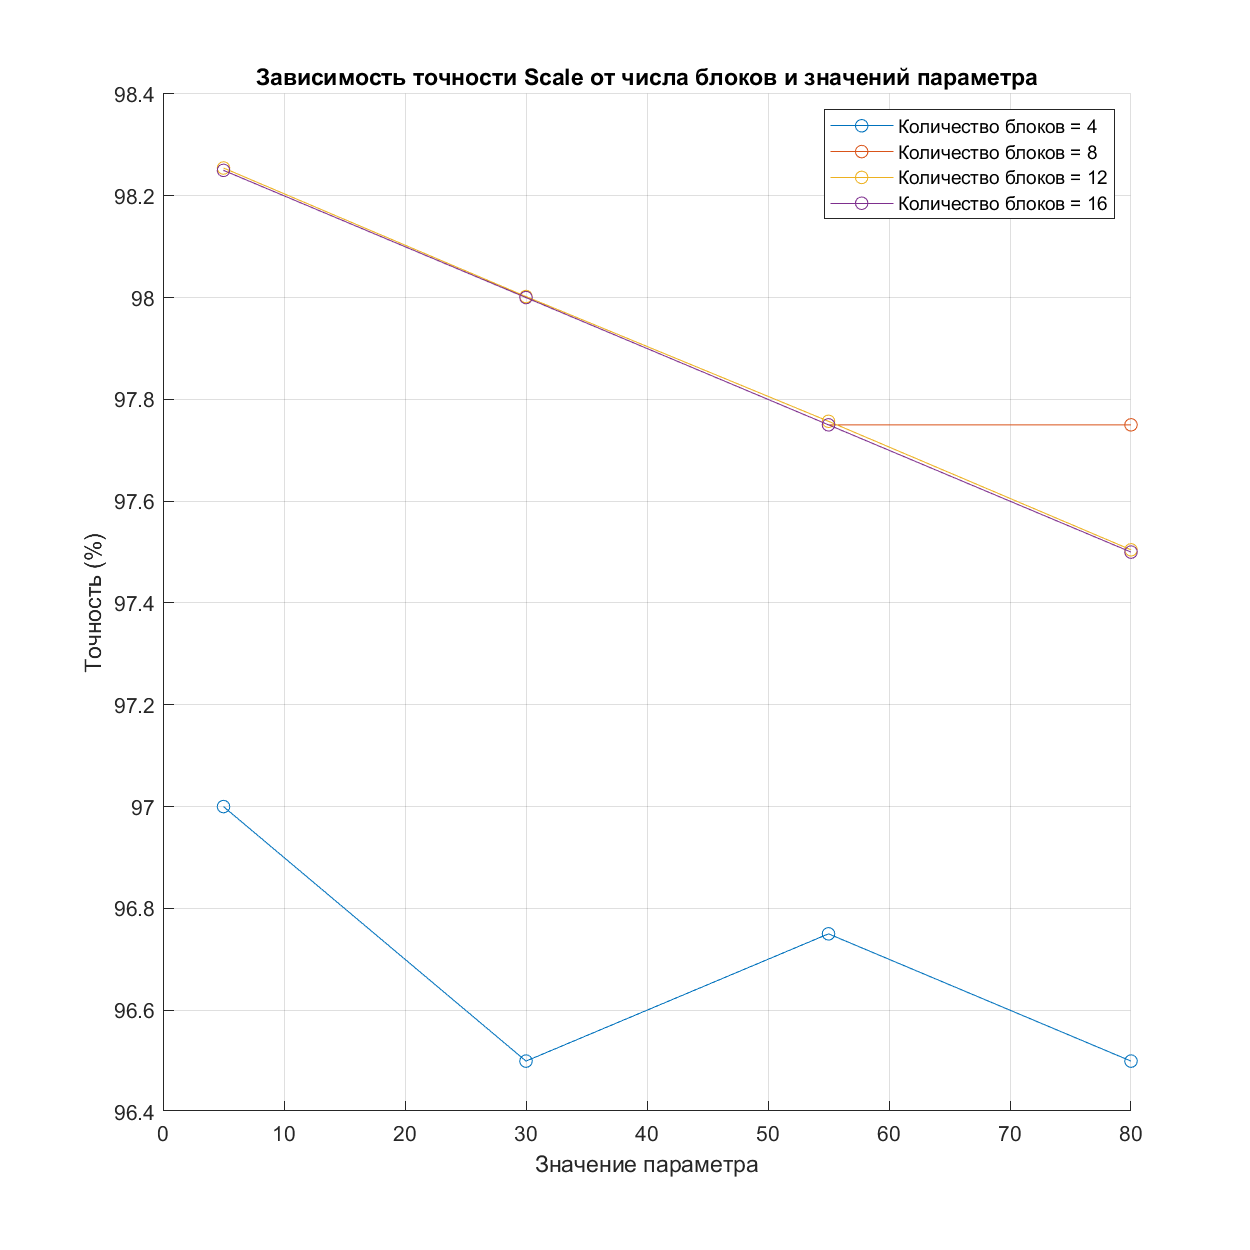 Зависимость точности Scale от числа блоков и значений параметра
Количество блоков = 4
Количество блоков = 8
Количество блоков = 12
Количество блоков = 16
98.4
98.2
98
97.8
97.6
97.4
97.2
97
96.8
96.6
96.4
Точность (%)
0 10 20 30 40 50 60 70 80
Значение параметра